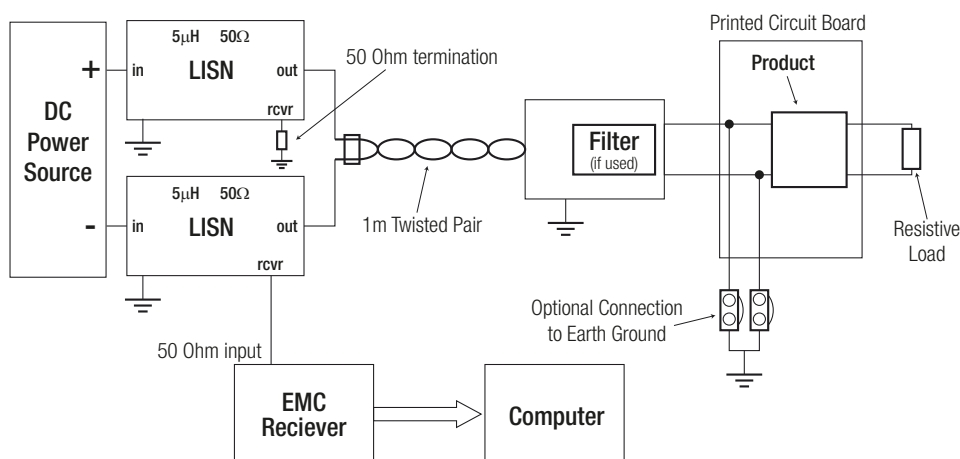 Printed Circuit Board
5µH 50Ω
LISN
in
out
rcvr
50 Ohm termination
+
DC
Power
Source
-
Product
Filter
(if used)
5µH 50Ω
LISN
in
out
rcvr
1m Twisted Pair
Resistive
Load
Optional Connection
to Earth Ground
50 Ohm input
EMC
Reciever
Computer